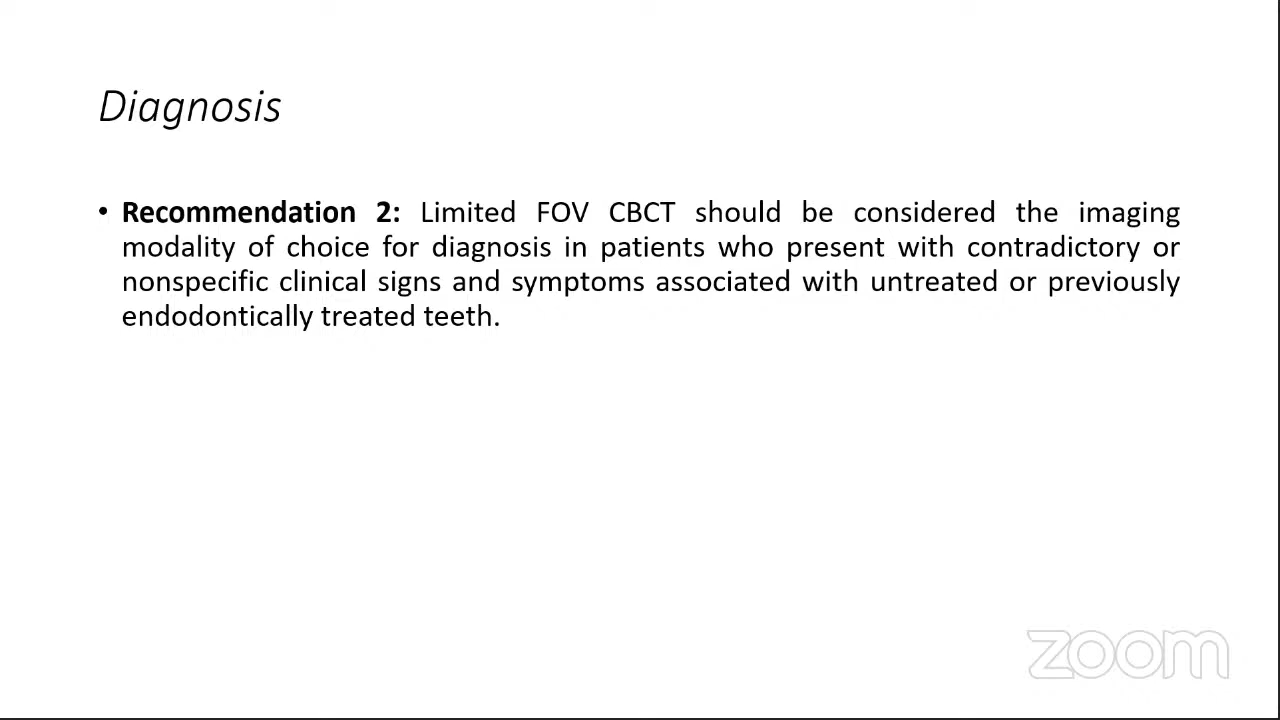 Diagnosis
• Recommendation 2: Limited FOV CBCT should be considered the imaging
modality of choice for diagnosis in patients who present with contradictory or
nonspecific clinical signs and symptoms associated with untreated or previously
endodontically treated teeth.
zoom